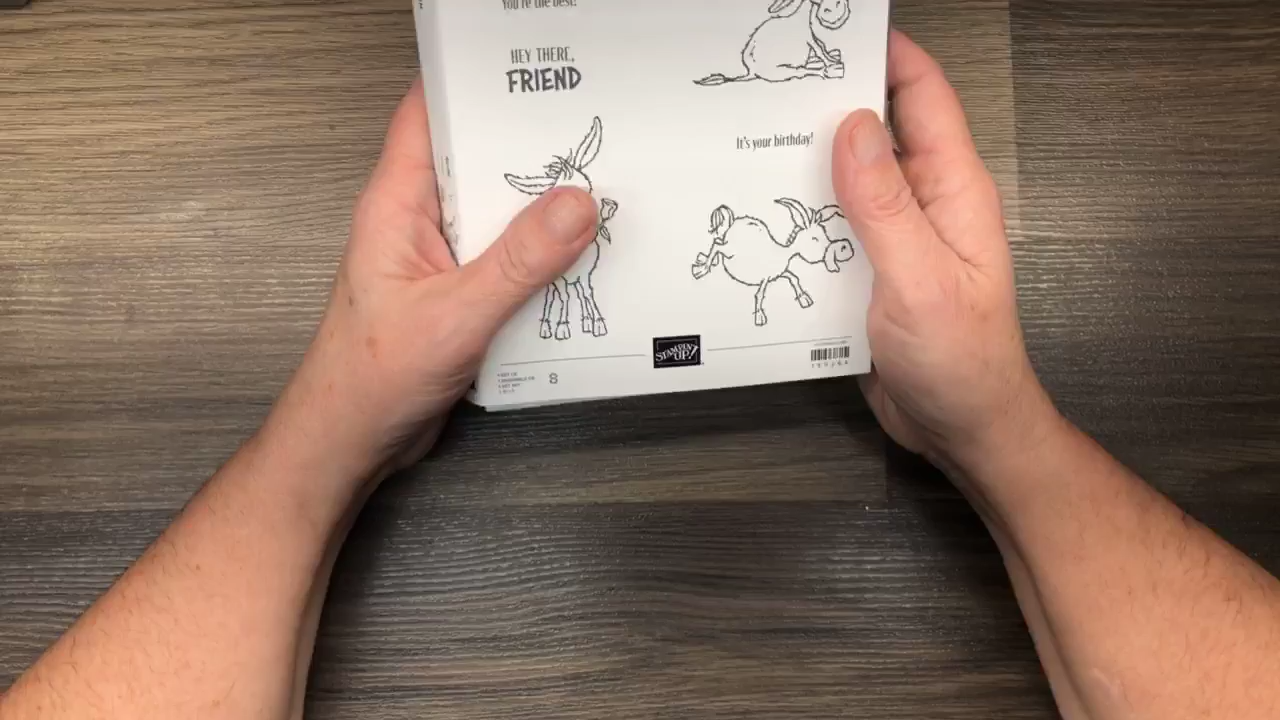 You're the best!
HEY THERE,
FRIEND
It's your birthday!
STAMPIN' UP!
8